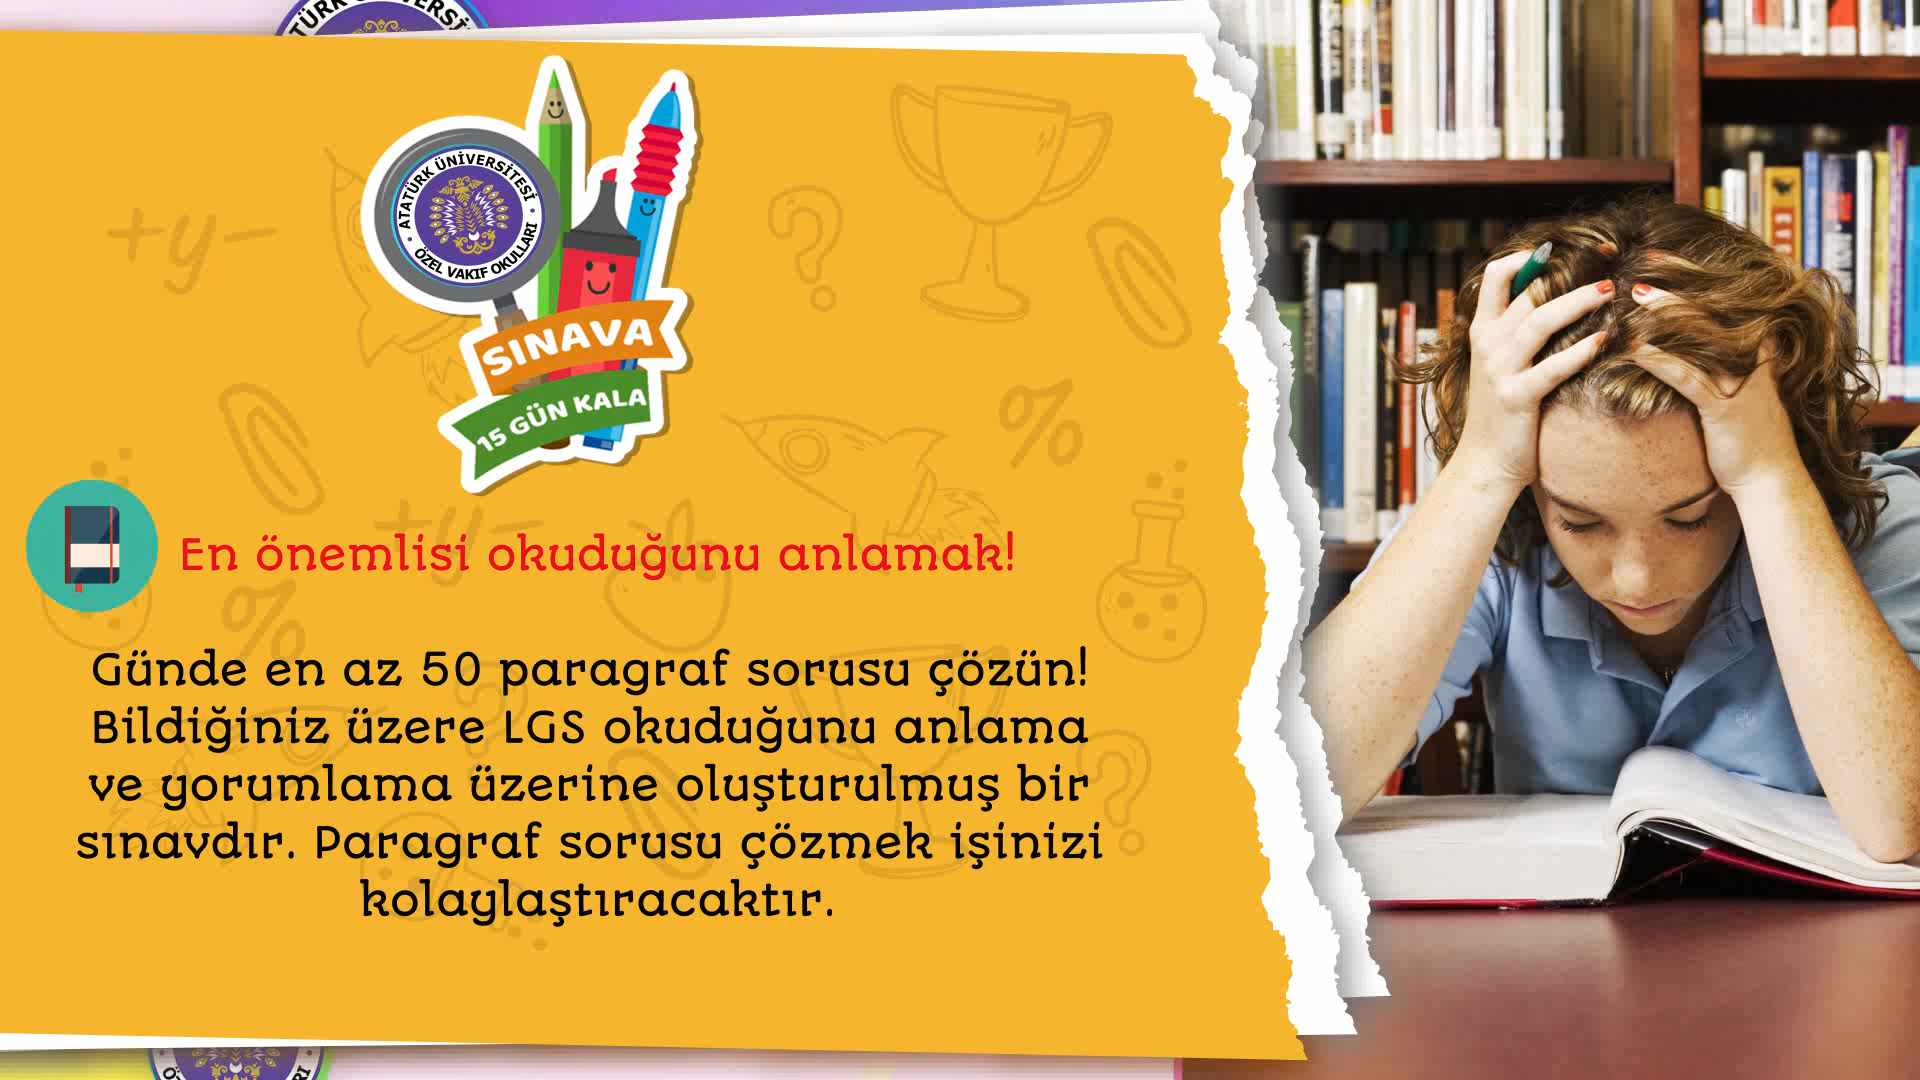 ATATÜRK ÜNİVERSİTESİ
ÖZEL VAKIF OKULLARI
SINAVA
15 GÜN KALA
En önemlisi okuduğunu anlamak!
Günde en az 50 paragraf sorusu çözün!
Bildiğiniz üzere LGS okuduğunu anlama
ve yorumlama üzerine oluşturulmuş bir
sınavdır. Paragraf sorusu çözmek işinizi
kolaylaştıracaktır.